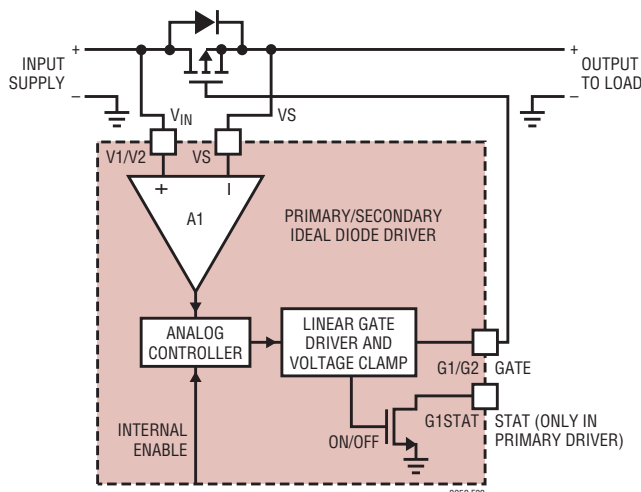 +
+
INPUT
SUPPLY
OUTPUT
TO LOAD
–
–
VIN
VS
V1/V2
VS
+
–
A1
PRIMARY/SECONDARY
IDEAL DIODE DRIVER
ANALOG
CONTROLLER
LINEAR GATE
DRIVER AND
VOLTAGE CLAMP
G1/G2
GATE
INTERNAL
ENABLE
ON/OFF
G1STAT
STAT (ONLY IN
PRIMARY DRIVER)